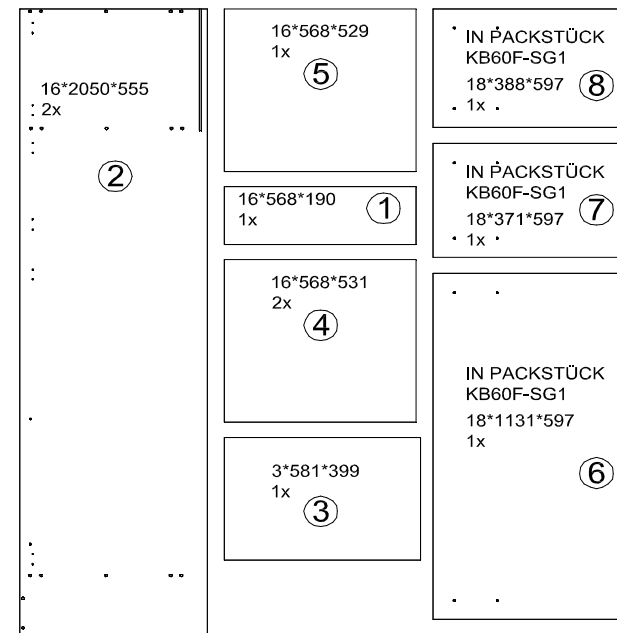 16*2050*555
2x
2
16*568*529
1x
5
16*568*190
1x
1
16*568*531
2x
4
3*581*399
1x
3
IN PACKSTÜCK
KB60F-SG1
18*388*597
1x
8
IN PACKSTÜCK
KB60F-SG1
18*371*597
1x
7
IN PACKSTÜCK
KB60F-SG1
18*1131*597
1x
6